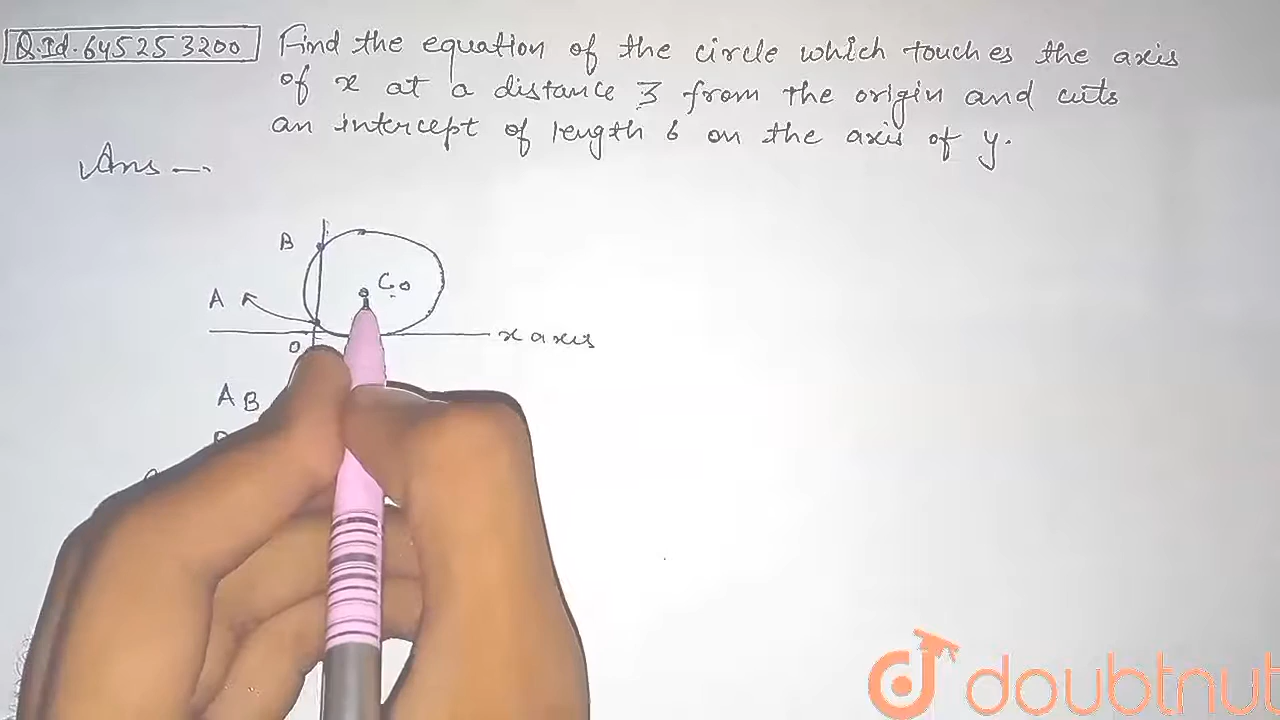 Q.Id.645253200 Find the equation of the circle which touches the axis
of x at a distance 3 from the origin and cuts
an intercept of length 6 on the axis of y.
Ans —
B
C
A
O
x axis
AB
doubtnut